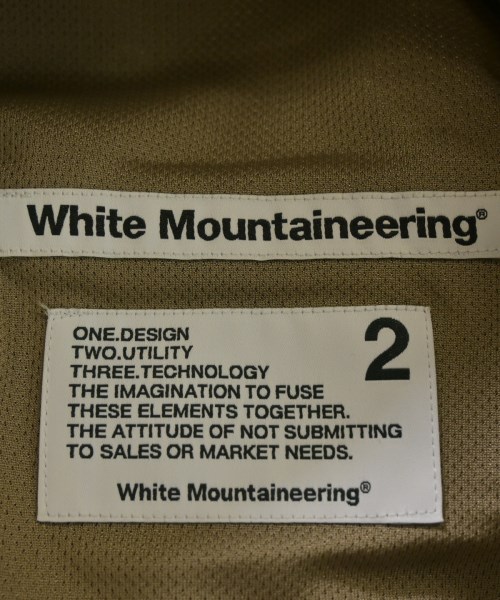 White Mountaineering®
2
ONE.DESIGN
TWO.UTILITY
THREE.TECHNOLOGY
THE IMAGINATION TO FUSE
THESE ELEMENTS TOGETHER.
THE ATTITUDE OF NOT SUBMITTING
TO SALES OR MARKET NEEDS.
White Mountaineering®